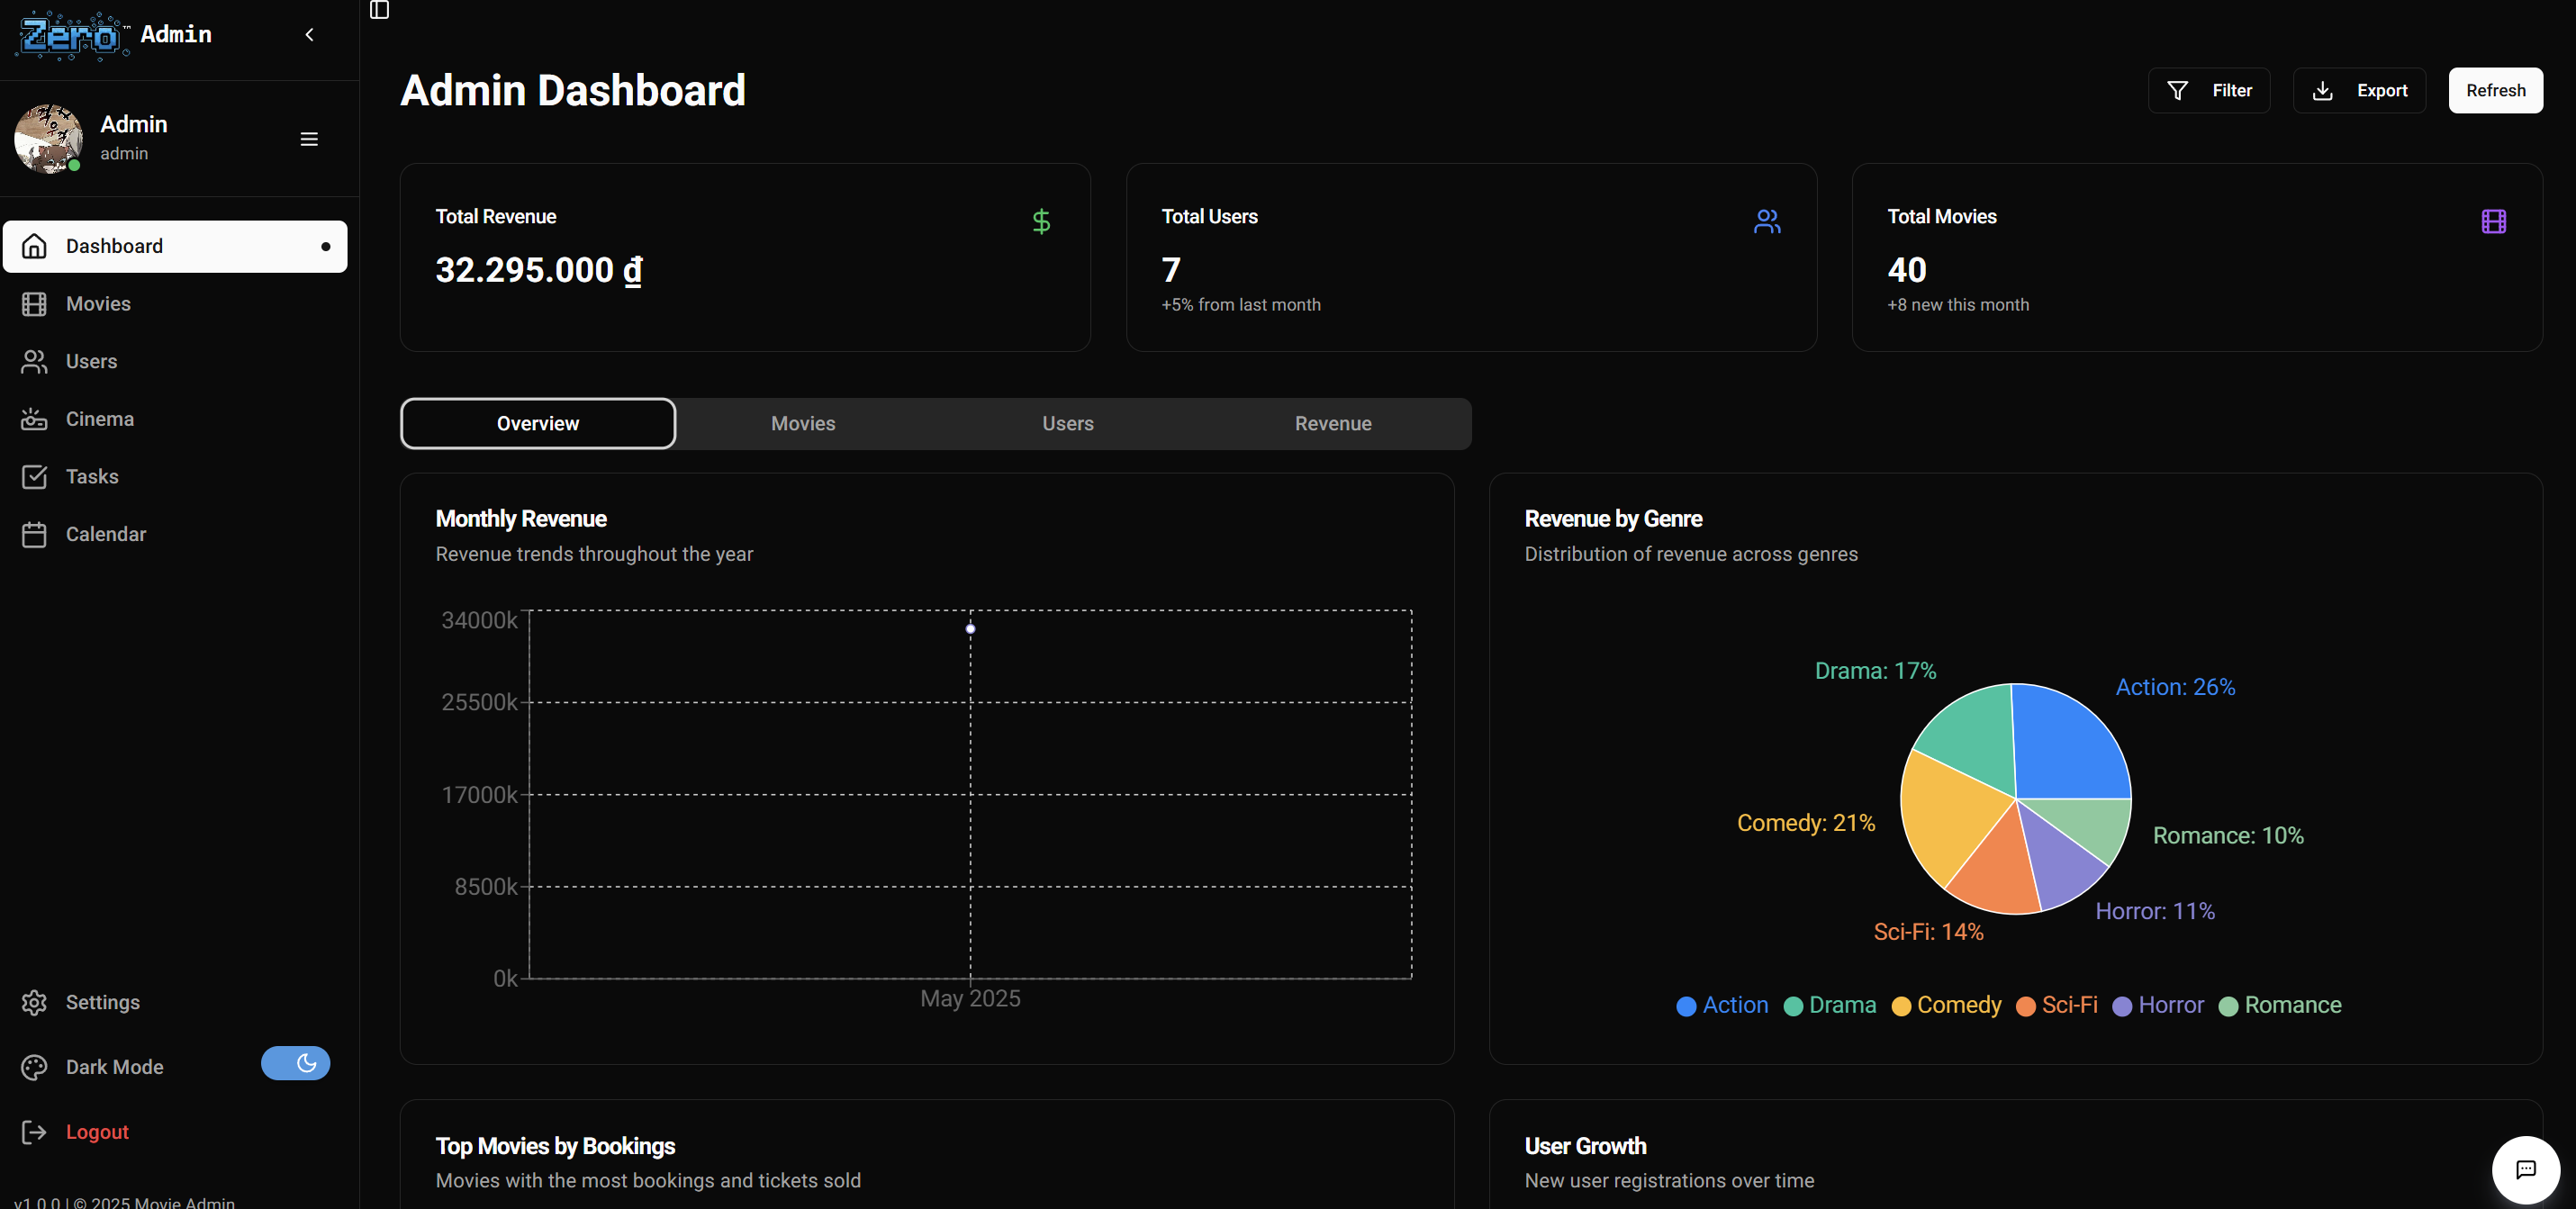 Zero™ Admin
Admin
admin
Dashboard
Movies
Users
Cinema
Tasks
Calendar
Settings
Dark Mode
Logout
v1.0.0 | © 2025 Movie Admin
Admin Dashboard
Filter
Export
Refresh
Total Revenue
32.295.000 ₫
Total Users
7
+5% from last month
Total Movies
40
+8 new this month
Overview
Movies
Users
Revenue
Monthly Revenue
Revenue trends throughout the year
34000k
25500k
17000k
8500k
0k
May 2025
Revenue by Genre
Distribution of revenue across genres
Drama: 17%
Action: 26%
Comedy: 21%
Romance: 10%
Horror: 11%
Sci-Fi: 14%
Action Drama Comedy Sci-Fi Horror Romance
Top Movies by Bookings
Movies with the most bookings and tickets sold
User Growth
New user registrations over time